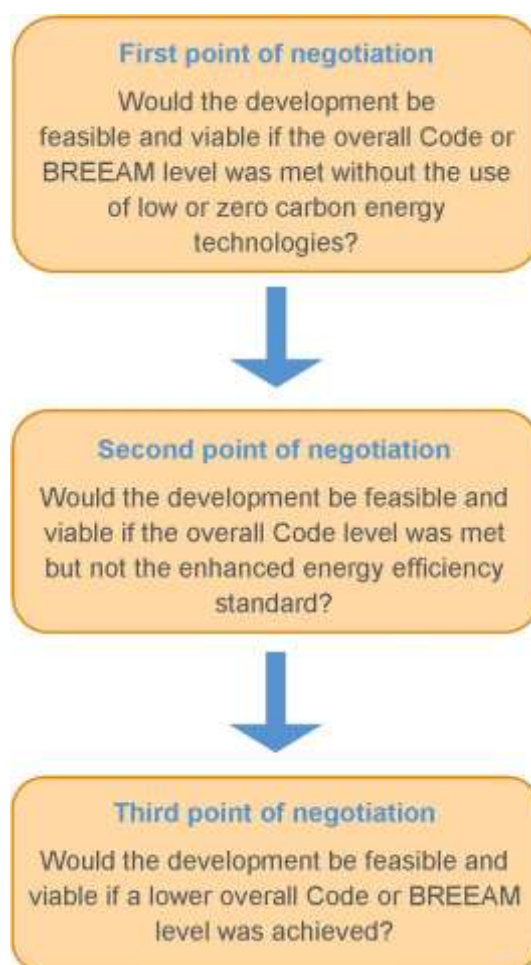 First point of negotiation
Would the development be
feasible and viable if the overall Code or
BREEAM level was met without the use
of low or zero carbon energy
technologies?
Second point of negotiation
Would the development be feasible and
viable if the overall Code level was met
but not the enhanced energy efficiency
standard?
Third point of negotiation
Would the development be feasible and
viable if a lower overall Code or BREEAM
level was achieved?